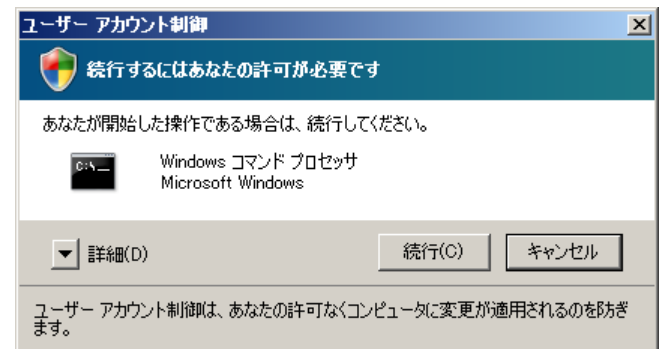 ユーザー アカウント制御
続行するにはあなたの許可が必要です
あなたが開始した操作である場合は、続行してください。
C:\
Windows コマンド プロセッサ
Microsoft Windows
詳細(D)
続行(C)
キャンセル
ユーザー アカウント制御は、あなたの許可なくコンピュータに変更が適用されるのを防ぎ
ます。